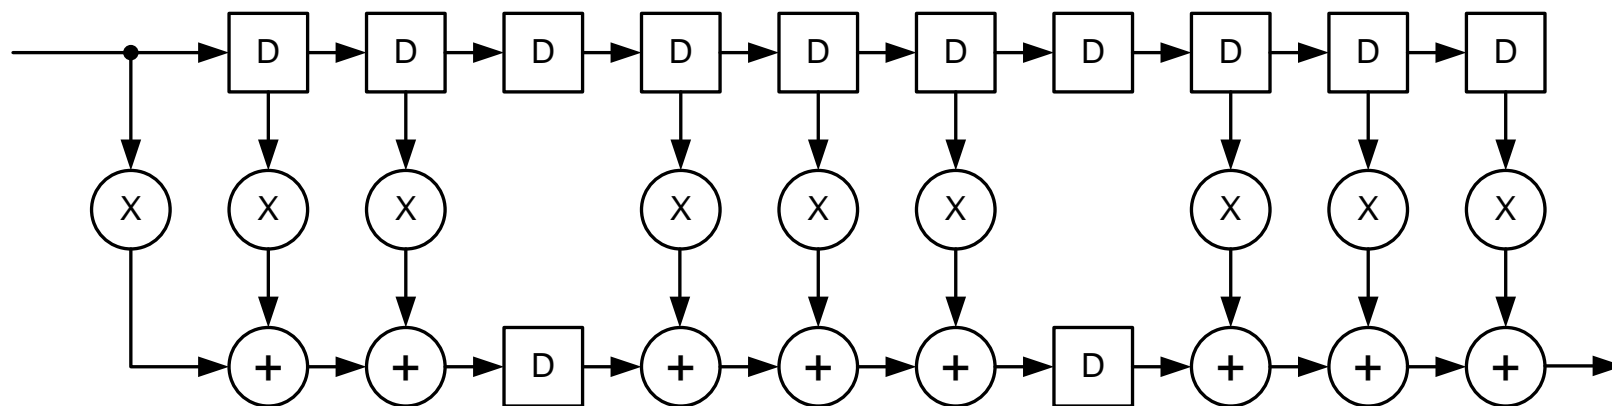 D D D D D D D D D D
X X X X X X X X X
+ + D + + + D + + +